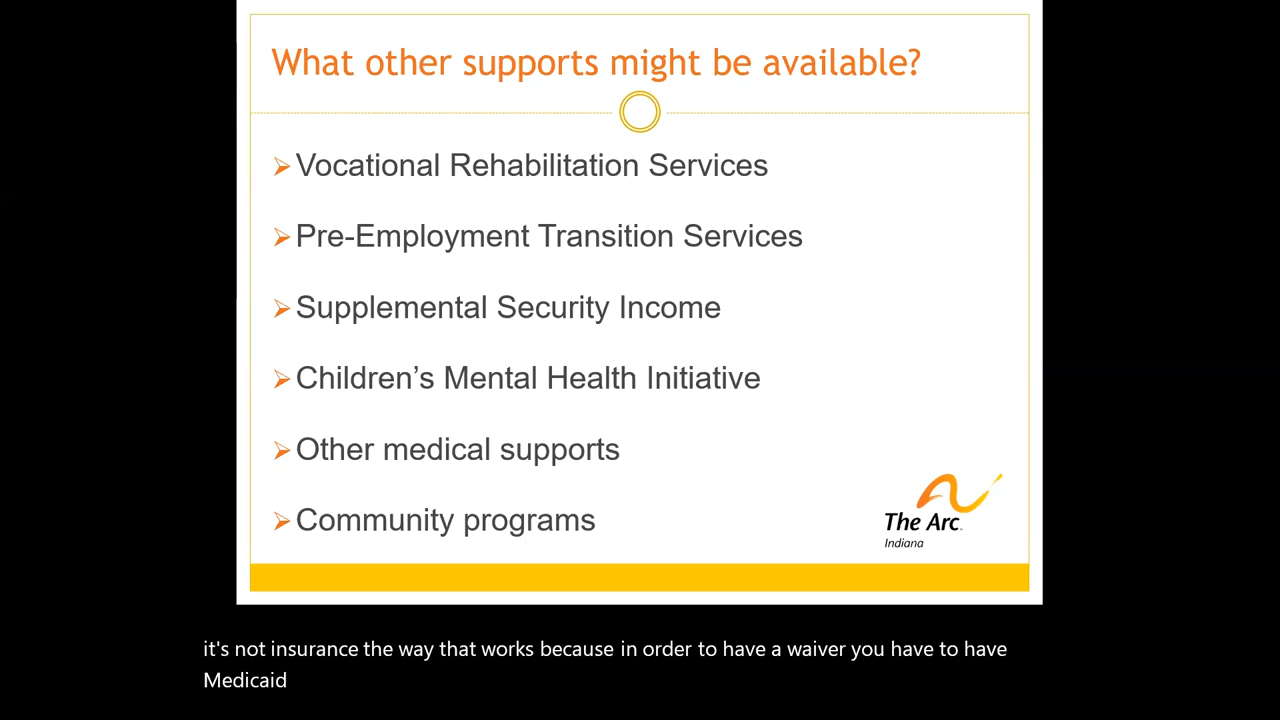 What other supports might be available?
➢Vocational Rehabilitation Services
➢Pre-Employment Transition Services
➢Supplemental Security Income
➢Children’s Mental Health Initiative
➢Other medical supports
➢Community programs
The Arc
Indiana
it's not insurance the way that works because in order to have a waiver you have to have
Medicaid